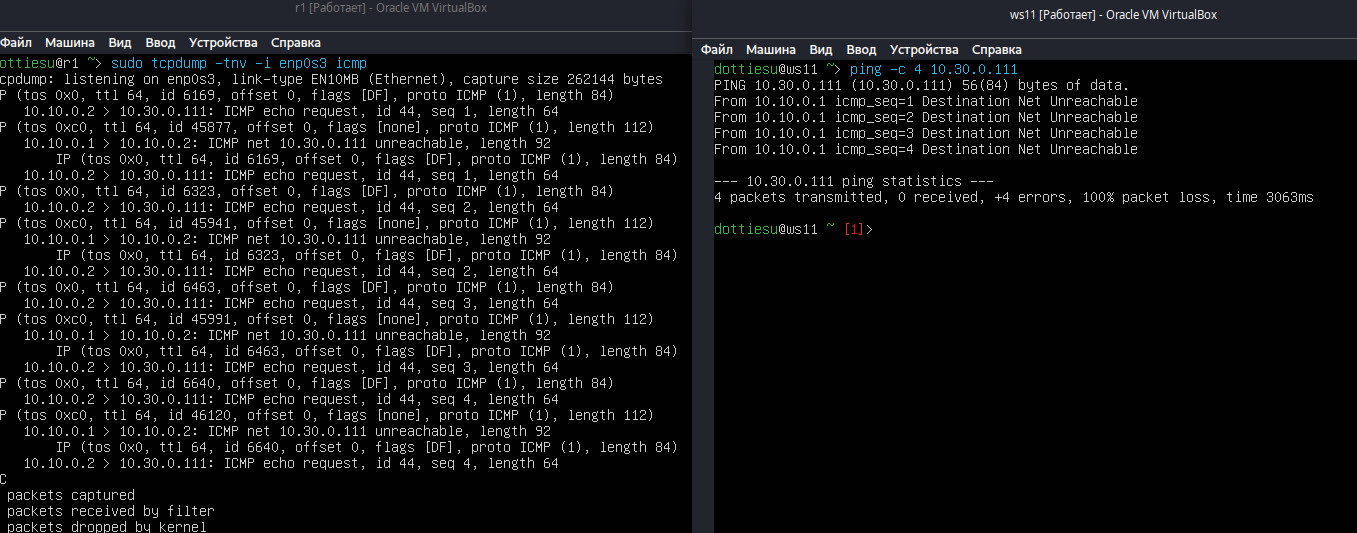 r1 [Работает] - Oracle VM VirtualBox
Файл Машина Вид Ввод Устройства Справка
ottiesu@r1 ~> sudo tcpdump -tnv -i enp0s3 icmp
cpdump: listening on enp0s3, link-type EN10MB (Ethernet), capture size 262144 bytes
P (tos 0x0, ttl 64, id 6169, offset 0, flags [DF], proto ICMP (1), length 84)
10.10.0.2 > 10.30.0.111: ICMP echo request, id 44, seq 1, length 64
P (tos 0xc0, ttl 64, id 45877, offset 0, flags [none], proto ICMP (1), length 112)
10.10.0.1 > 10.10.0.2: ICMP net 10.30.0.111 unreachable, length 92
IP (tos 0x0, ttl 64, id 6169, offset 0, flags [DF], proto ICMP (1), length 84)
10.10.0.2 > 10.30.0.111: ICMP echo request, id 44, seq 1, length 64
P (tos 0x0, ttl 64, id 6323, offset 0, flags [DF], proto ICMP (1), length 84)
10.10.0.2 > 10.30.0.111: ICMP echo request, id 44, seq 2, length 64
P (tos 0xc0, ttl 64, id 45941, offset 0, flags [none], proto ICMP (1), length 112)
10.10.0.1 > 10.10.0.2: ICMP net 10.30.0.111 unreachable, length 92
IP (tos 0x0, ttl 64, id 6323, offset 0, flags [DF], proto ICMP (1), length 84)
10.10.0.2 > 10.30.0.111: ICMP echo request, id 44, seq 2, length 64
P (tos 0x0, ttl 64, id 6463, offset 0, flags [DF], proto ICMP (1), length 84)
10.10.0.2 > 10.30.0.111: ICMP echo request, id 44, seq 3, length 64
P (tos 0xc0, ttl 64, id 45991, offset 0, flags [none], proto ICMP (1), length 112)
10.10.0.1 > 10.10.0.2: ICMP net 10.30.0.111 unreachable, length 92
IP (tos 0x0, ttl 64, id 6463, offset 0, flags [DF], proto ICMP (1), length 84)
10.10.0.2 > 10.30.0.111: ICMP echo request, id 44, seq 3, length 64
P (tos 0x0, ttl 64, id 6640, offset 0, flags [DF], proto ICMP (1), length 84)
10.10.0.2 > 10.30.0.111: ICMP echo request, id 44, seq 4, length 64
P (tos 0xc0, ttl 64, id 46120, offset 0, flags [none], proto ICMP (1), length 112)
10.10.0.1 > 10.10.0.2: ICMP net 10.30.0.111 unreachable, length 92
IP (tos 0x0, ttl 64, id 6640, offset 0, flags [DF], proto ICMP (1), length 84)
10.10.0.2 > 10.30.0.111: ICMP echo request, id 44, seq 4, length 64
C
packets captured
packets received by filter
packets dropped by kernel
ws11 [Работает] - Oracle VM VirtualBox
Файл Машина Вид Ввод Устройства Справка
dottiesu@ws11 ~> ping -c 4 10.30.0.111
PING 10.30.0.111 (10.30.0.111) 56(84) bytes of data.
From 10.10.0.1 icmp_seq=1 Destination Net Unreachable
From 10.10.0.1 icmp_seq=2 Destination Net Unreachable
From 10.10.0.1 icmp_seq=3 Destination Net Unreachable
From 10.10.0.1 icmp_seq=4 Destination Net Unreachable
--- 10.30.0.111 ping statistics ---
4 packets transmitted, 0 received, +4 errors, 100% packet loss, time 3063ms
dottiesu@ws11 ~ [1]>